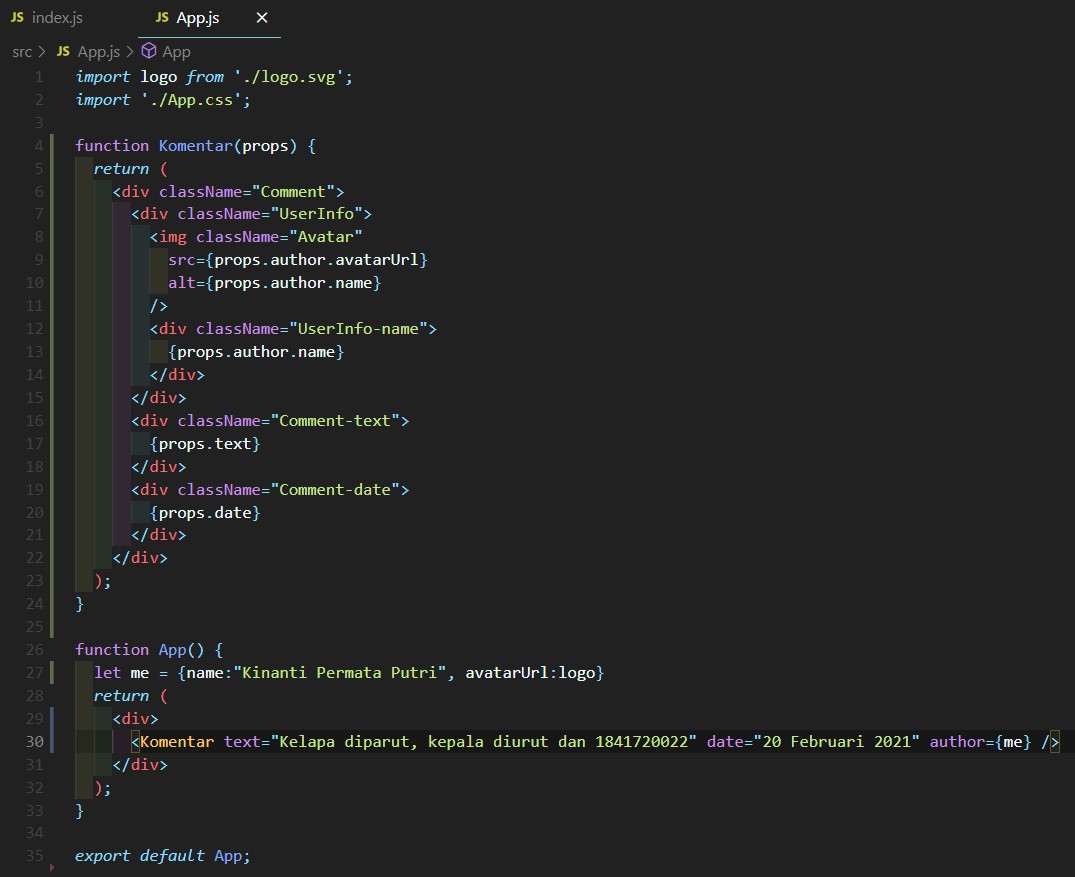 JS index.js JS App.js ×
src > JS App.js > App
1 import logo from './logo.svg';
2 import './App.css';
3
4 function Komentar(props) {
5   return (
6     <div className="Comment">
7       <div className="UserInfo">
8         <img className="Avatar"
9           src={props.author.avatarUrl}
10           alt={props.author.name}
11         />
12         <div className="UserInfo-name">
13           {props.author.name}
14         </div>
15       </div>
16       <div className="Comment-text">
17         {props.text}
18       </div>
19       <div className="Comment-date">
20         {props.date}
21       </div>
22     </div>
23   );
24 }
25
26 function App() {
27   let me = {name:"Kinanti Permata Putri", avatarUrl:logo}
28   return (
29     <div>
30       <Komentar text="Kelapa diparut, kepala diurut dan 1841720022" date="20 Februari 2021" author={me} />
31     </div>
32   );
33 }
34
35 export default App;